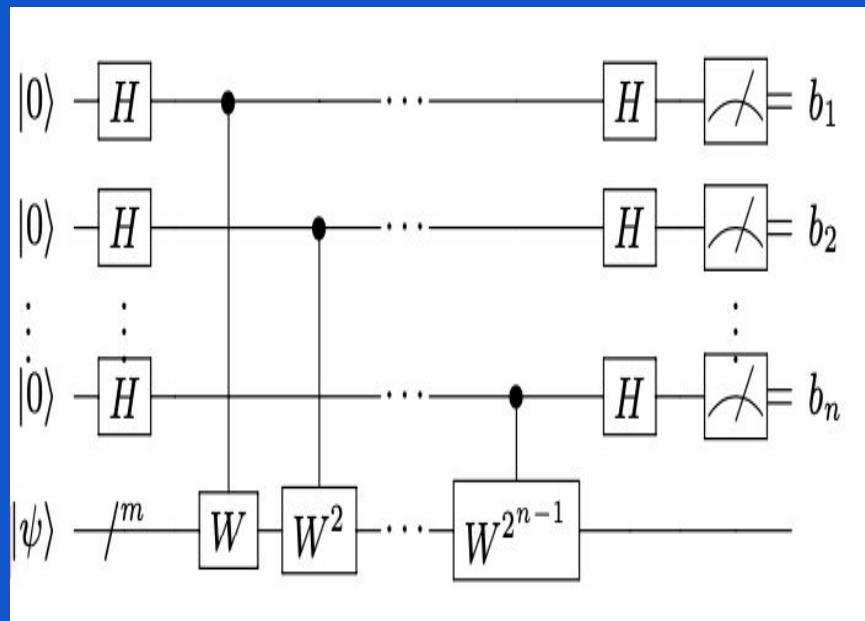 |0⟩ H ··· H b₁
|0⟩ H ··· H b₂
⋮ ⋮ ⋮
|0⟩ H ··· H bₙ
|ψ⟩ m W W² ··· W^{2^{n−1}}